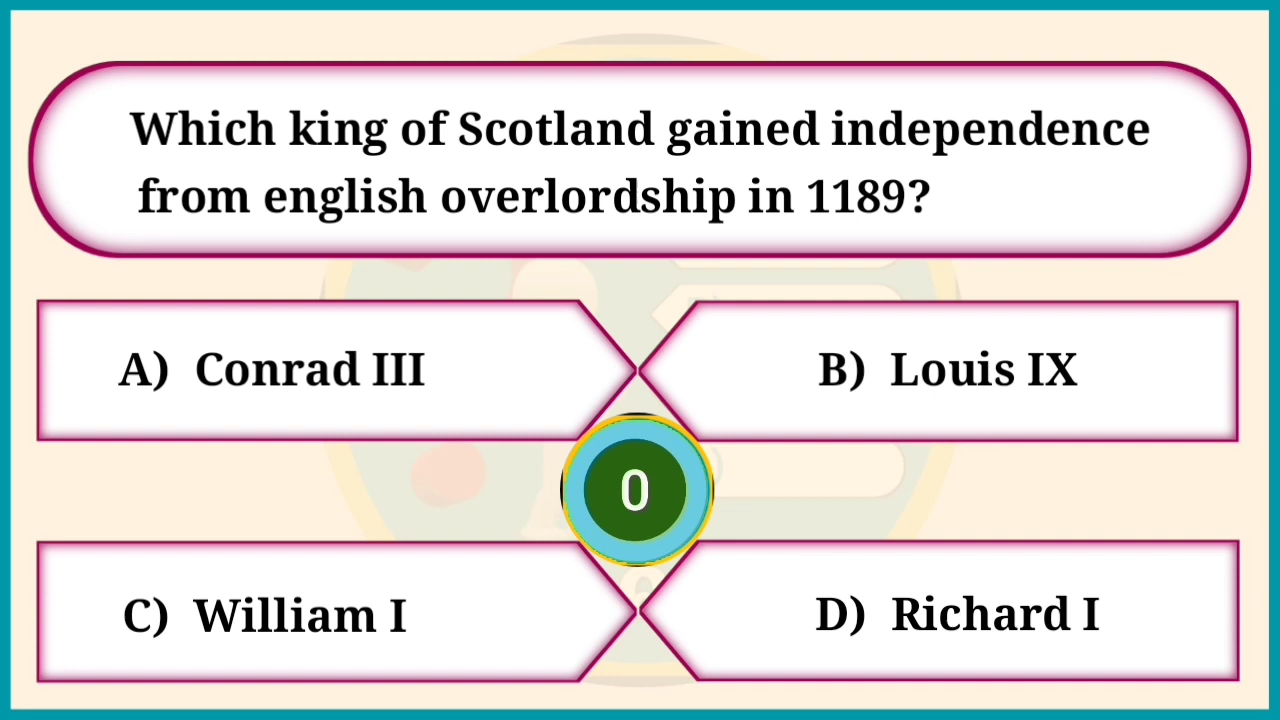 Which king of Scotland gained independence
from english overlordship in 1189?
A) Conrad III
B) Louis IX
0
C) William I
D) Richard I